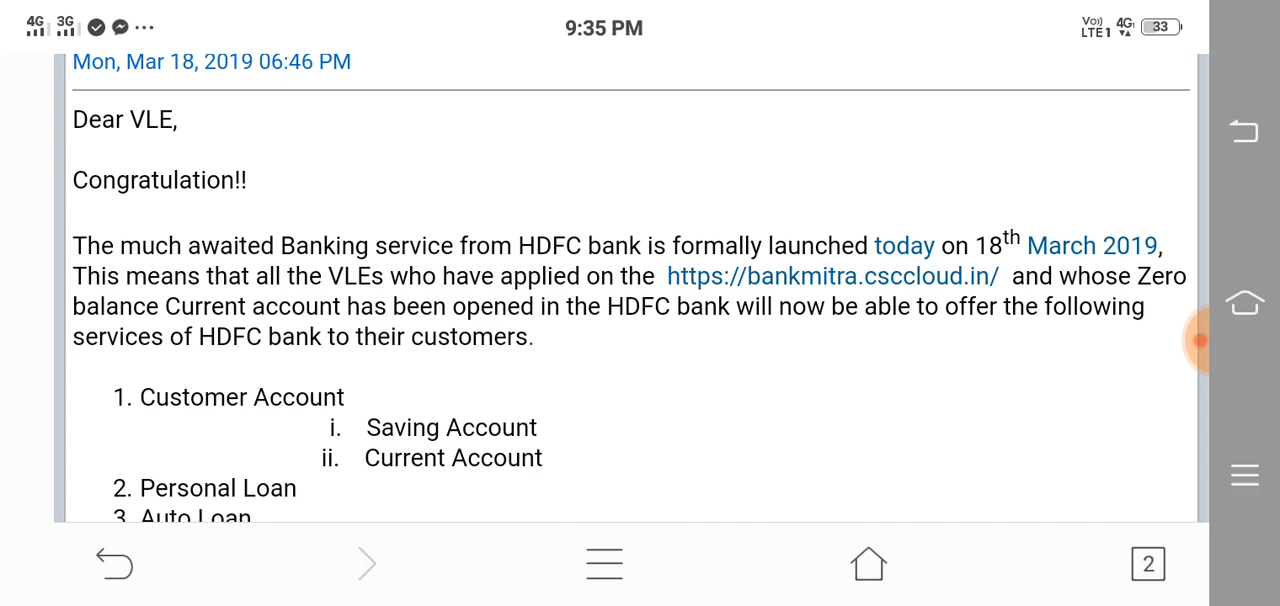 4G 3G 9:35 PM Vo)) LTE1 4G 33
Mon, Mar 18, 2019 06:46 PM
Dear VLE,
Congratulation!!
The much awaited Banking service from HDFC bank is formally launched today on 18th March 2019,
This means that all the VLEs who have applied on the https://bankmitra.csccloud.in/ and whose Zero
balance Current account has been opened in the HDFC bank will now be able to offer the following
services of HDFC bank to their customers.
1. Customer Account
i. Saving Account
ii. Current Account
2. Personal Loan
3. Auto Loan
2